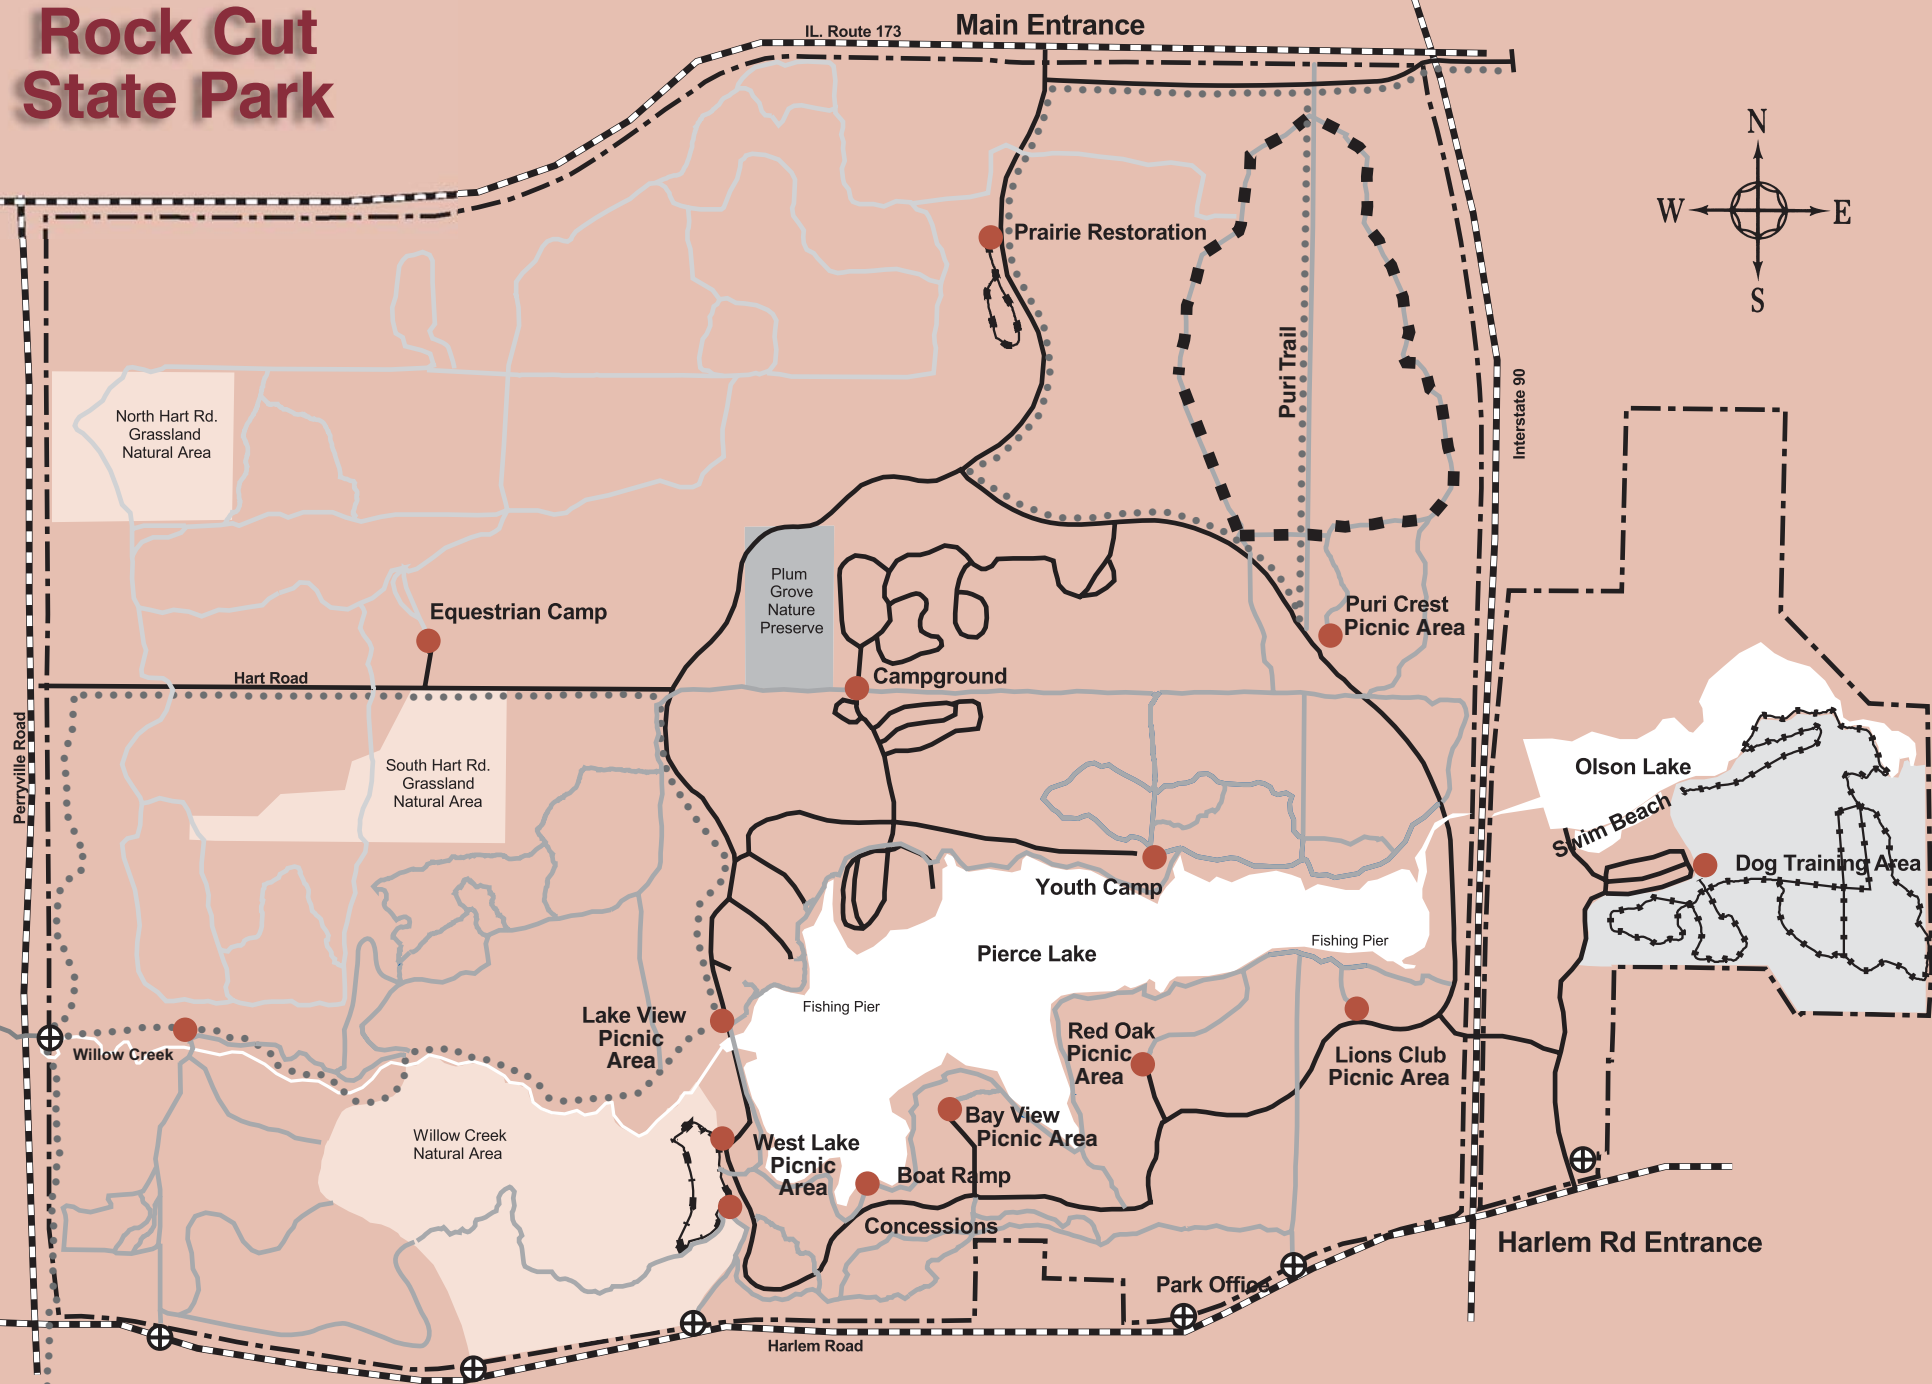 Rock Cut
State Park
IL. Route 173
Main Entrance
N
W
E
S
Prairie Restoration
Puri Trail
Interstate 90
North Hart Rd.
Grassland
Natural Area
Plum
Grove
Nature
Preserve
Equestrian Camp
Puri Crest
Picnic Area
Hart Road
Campground
Perryville Road
South Hart Rd.
Grassland
Natural Area
Olson Lake
Swim Beach
Dog Training Area
Youth Camp
Fishing Pier
Pierce Lake
Fishing Pier
Lake View
Picnic
Area
Red Oak
Picnic
Area
Willow Creek
Lions Club
Picnic Area
Bay View
Picnic Area
Willow Creek
Natural Area
West Lake
Picnic
Area
Boat Ramp
Concessions
Harlem Rd Entrance
Park Office
Harlem Road